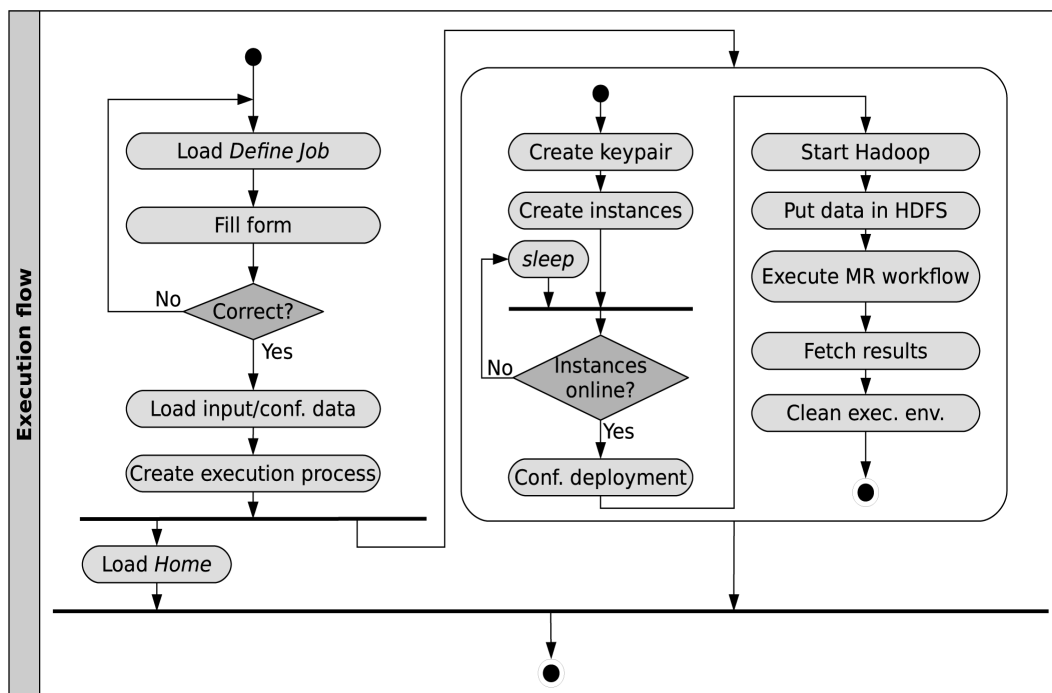 Execution flow
Load Define Job
Fill form
Correct?
No
Yes
Load input/conf. data
Create execution process
Load Home
Create keypair
Create instances
sleep
Instances
online?
No
Yes
Conf. deployment
Start Hadoop
Put data in HDFS
Execute MR workflow
Fetch results
Clean exec. env.